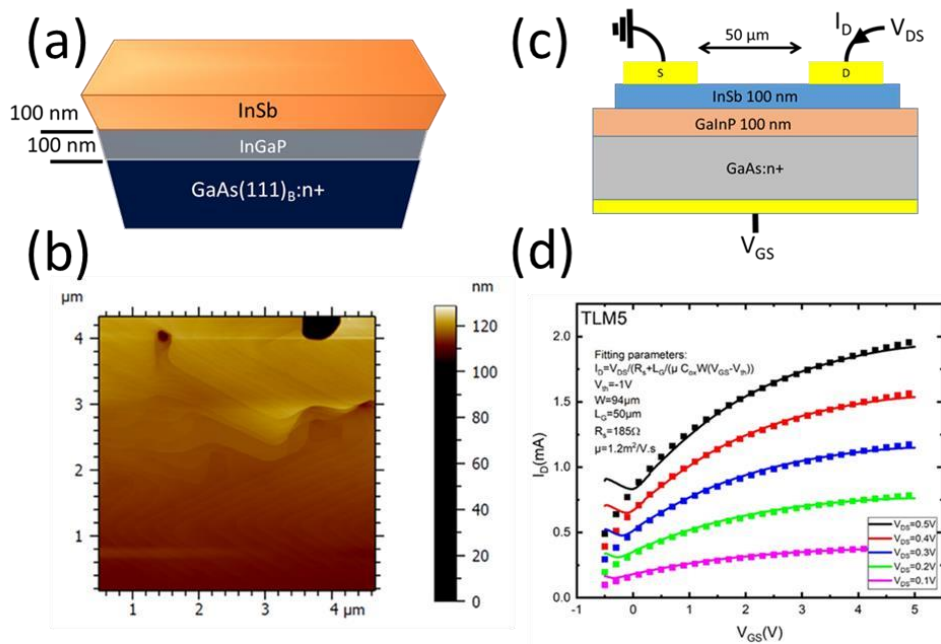 (a)
100 nm
100 nm
InSb
InGaP
GaAs(111)B:n+
(b)
µm
4
3
2
1
1
2
3
4 µm
nm
120
100
80
60
40
20
0
(c)
50 µm
ID
VDS
S
D
InSb 100 nm
GaInP 100 nm
GaAs:n+
VGS
(d)
TLM5
Fitting parameters:
ID=VDS/(Rs+LG/(µ CoxW(VGS-Vth))
Vth=-1V
W=94µm
LG=50µm
Rs=185Ω
µ=1.2m²/V.s
ID(mA)
2.0
1.5
1.0
0.5
0.0
-1
0
1
2
3
4
5
6
VGS(V)
VDS=0.5V
VDS=0.4V
VDS=0.3V
VDS=0.2V
VDS=0.1V